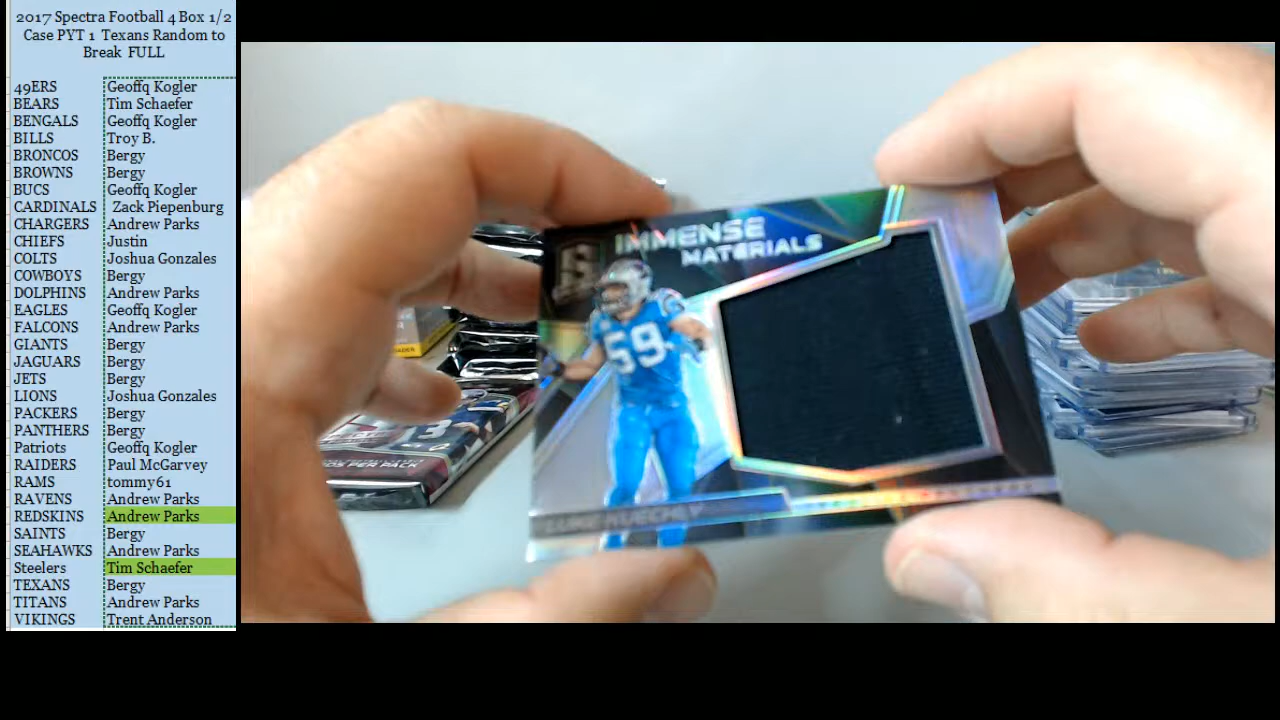 2017 Spectra Football 4 Box 1/2
Case PYT 1 Texans Random to
Break FULL
49ERS Geoffq Kogler
BEARS Tim Schaefer
BENGALS Geoffq Kogler
BILLS Troy B.
BRONCOS Bergy
BROWNS Bergy
BUCS Geoffq Kogler
CARDINALS Zack Piepenburg
CHARGERS Andrew Parks
CHIEFS Justin
COLTS Joshua Gonzales
COWBOYS Bergy
DOLPHINS Andrew Parks
EAGLES Geoffq Kogler
FALCONS Andrew Parks
GIANTS Bergy
JAGUARS Bergy
JETS Bergy
LIONS Joshua Gonzales
PACKERS Bergy
PANTHERS Bergy
Patriots Geoffq Kogler
RAIDERS Paul McGarvey
RAMS tommy61
RAVENS Andrew Parks
REDSKINS Andrew Parks
SAINTS Bergy
SEAHAWKS Andrew Parks
Steelers Tim Schaefer
TEXANS Bergy
TITANS Andrew Parks
VIKINGS Trent Anderson
IMMENSE
MATERIALS
S
59
LUKE KUECHLY
PER PACK